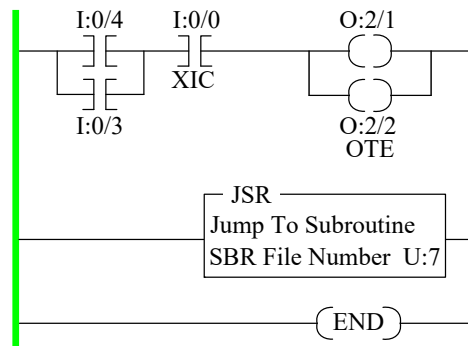 I:0/4 I:0/0 O:2/1
XIC
I:0/3 O:2/2
OTE
JSR
Jump To Subroutine
SBR File Number U:7
END